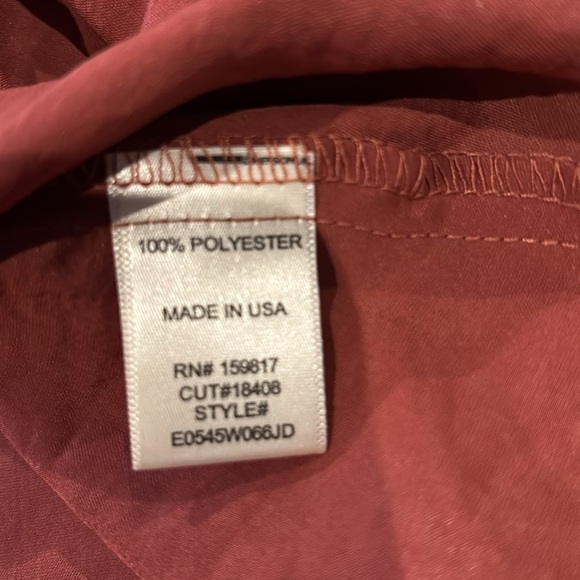 100% POLYESTER
MADE IN USA
RN# 159817
CUT#18408
STYLE#
E0545W066JD